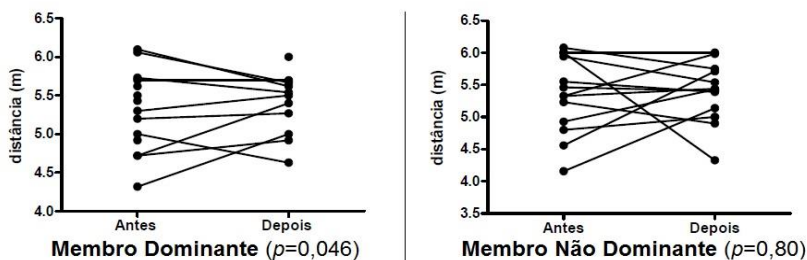 distância (m)
6.5
6.0
5.5
5.0
4.5
4.0
Antes
Depois
Membro Dominante (p=0,046)
distância (m)
6.5
6.0
5.5
5.0
4.5
4.0
3.5
Antes
Depois
Membro Não Dominante (p=0,80)